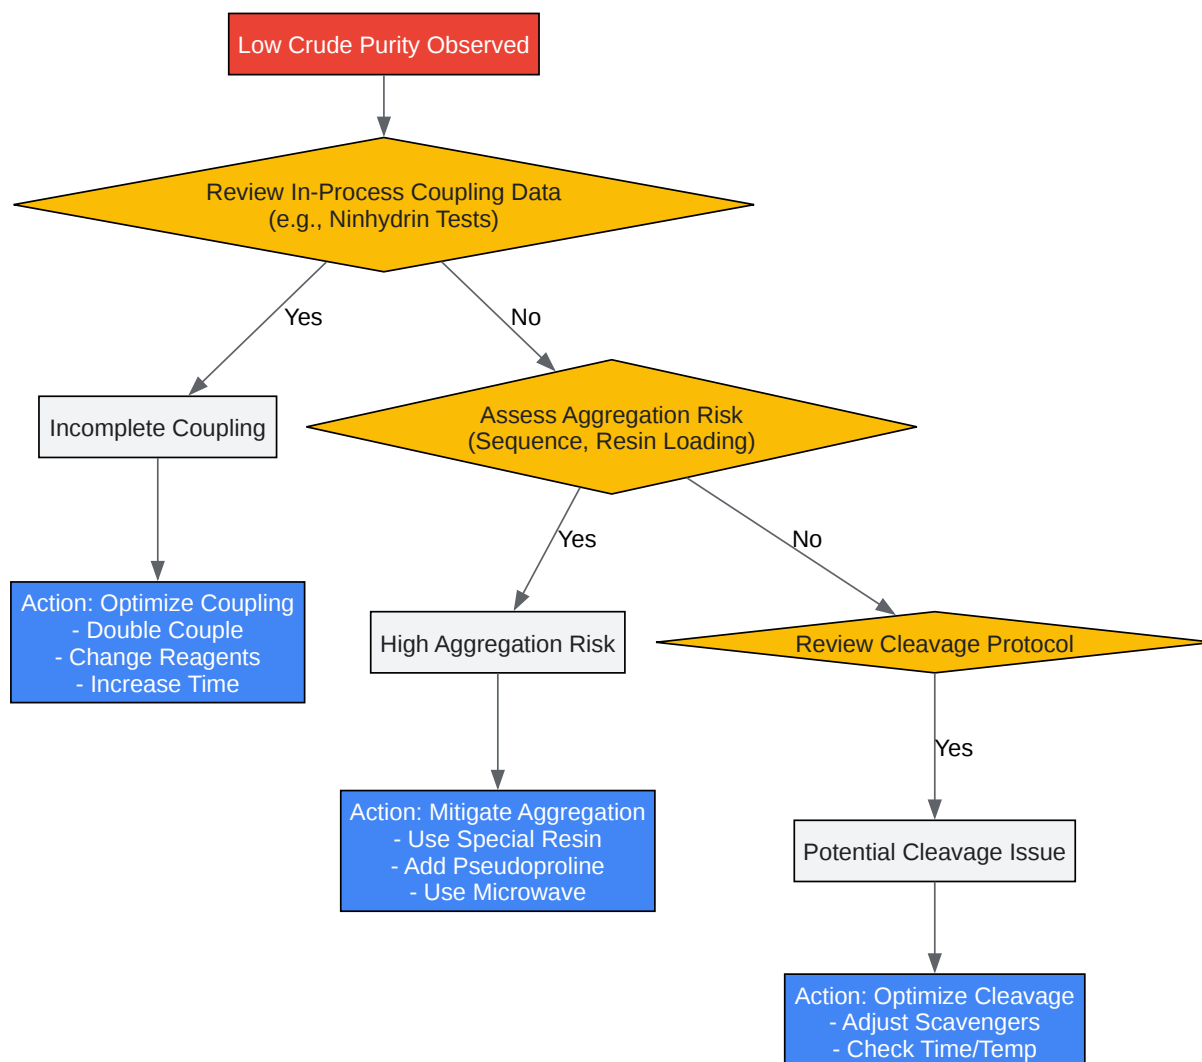 Low Crude Purity Observed
Review In-Process Coupling Data
(e.g., Ninhydrin Tests)
Yes
No
Incomplete Coupling
Assess Aggregation Risk
(Sequence, Resin Loading)
Yes
No
Action: Optimize Coupling
- Double Couple
- Change Reagents
- Increase Time
High Aggregation Risk
Review Cleavage Protocol
Yes
Action: Mitigate Aggregation
- Use Special Resin
- Add Pseudoproline
- Use Microwave
Potential Cleavage Issue
Action: Optimize Cleavage
- Adjust Scavengers
- Check Time/Temp